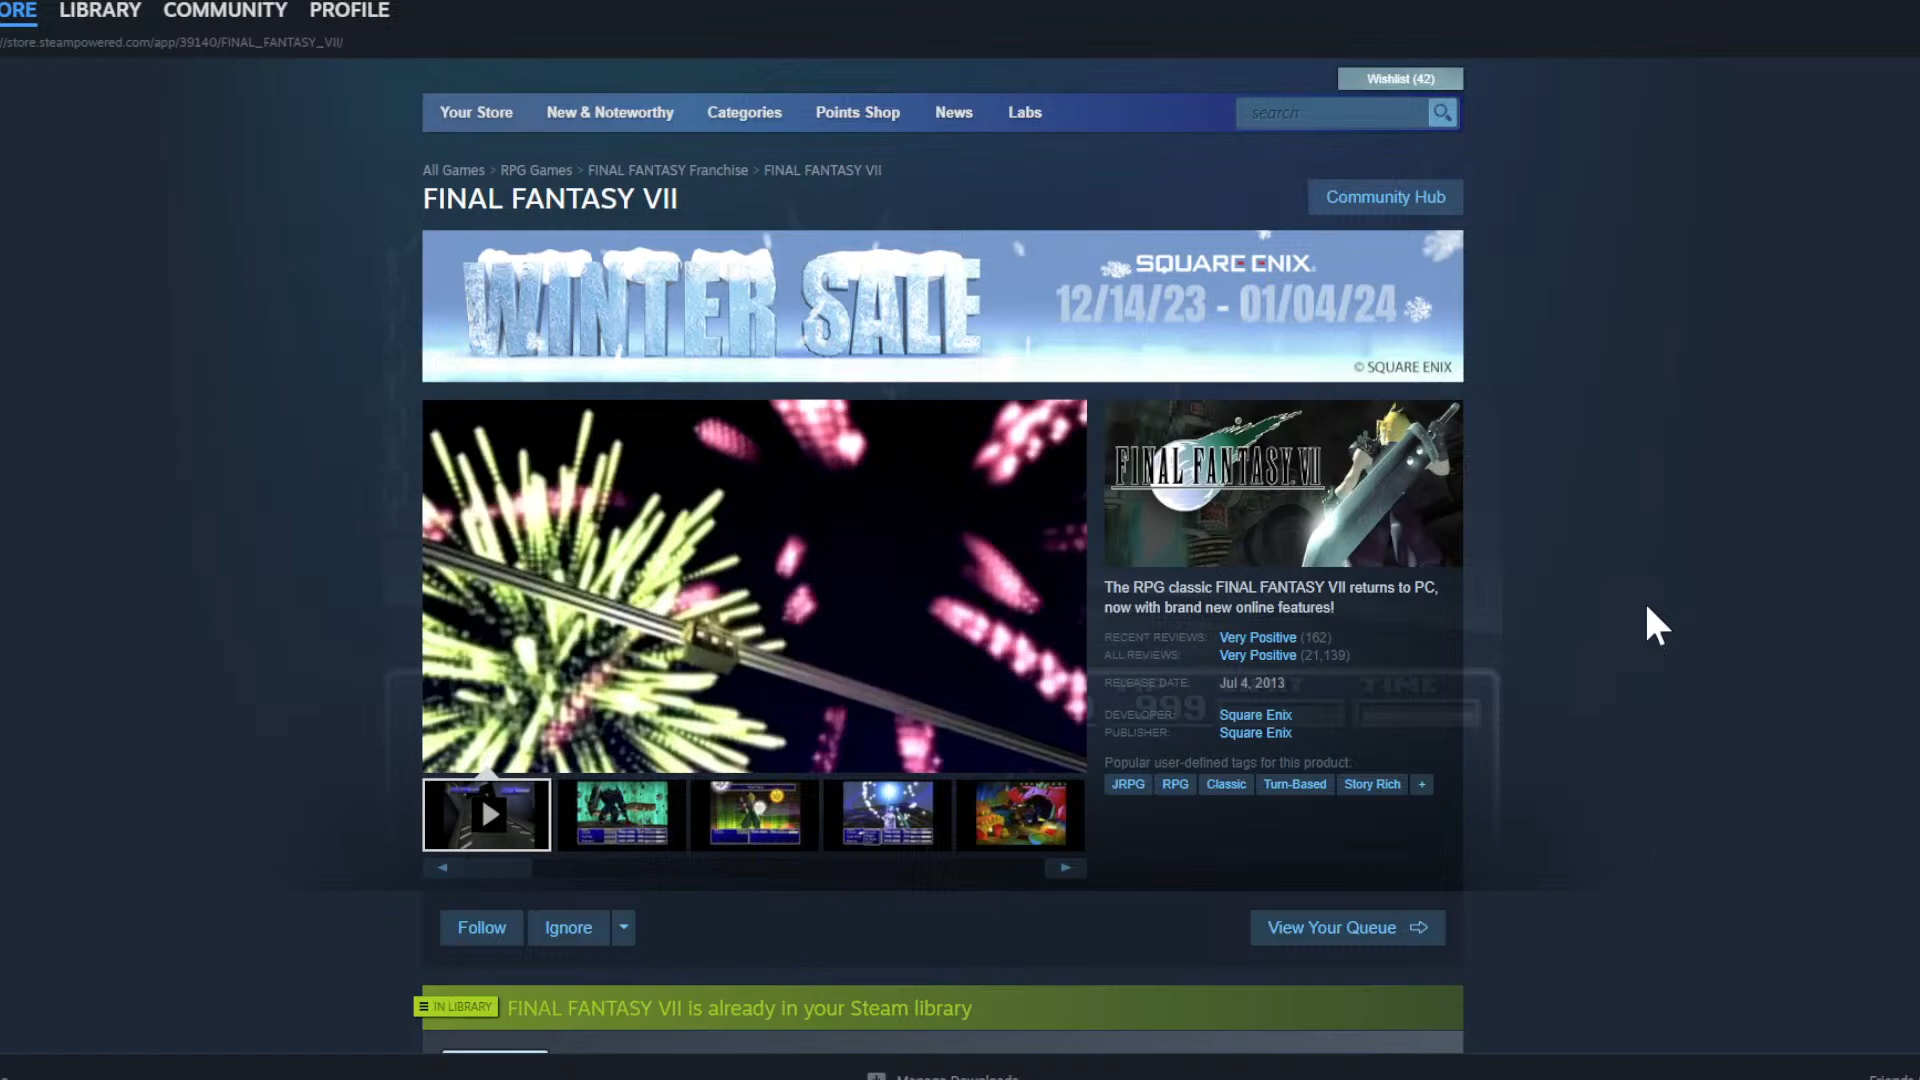 ORE LIBRARY COMMUNITY PROFILE
//store.steampowered.com/app/39140/FINAL_FANTASY_VII/
Wishlist (42)
Your Store New & Noteworthy Categories Points Shop News Labs search
All Games > RPG Games > FINAL FANTASY Franchise > FINAL FANTASY VII
FINAL FANTASY VII
Community Hub
WINTER SALE
SQUARE ENIX.
12/14/23 - 01/04/24
© SQUARE ENIX
FINAL FANTASY. VII
The RPG classic FINAL FANTASY VII returns to PC,
now with brand new online features!
RECENT REVIEWS: Very Positive (162)
ALL REVIEWS: Very Positive (21,139)
RELEASE DATE: Jul 4, 2013
TIME
999
DEVELOPER: Square Enix
PUBLISHER: Square Enix
Popular user-defined tags for this product:
JRPG RPG Classic Turn-Based Story Rich +
Follow Ignore
View Your Queue
IN LIBRARY FINAL FANTASY VII is already in your Steam library